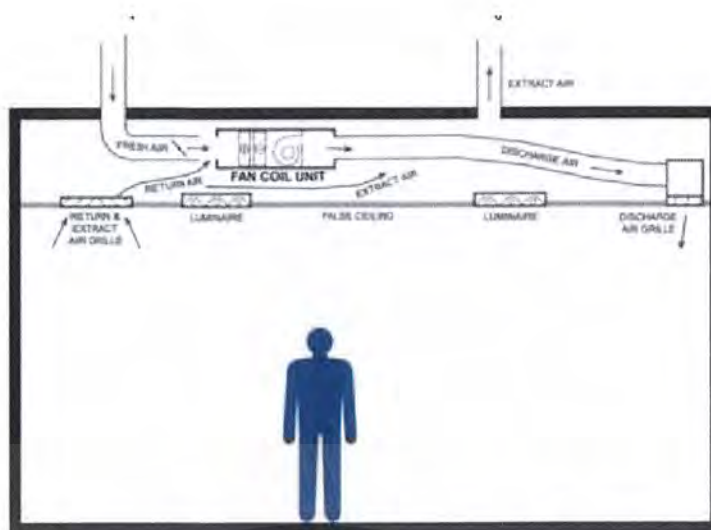 EXTRACT AIR
FRESH AIR
DISCHARGE AIR
FAN COIL UNIT
RETURN AIR
EXTRACT AIR
RETURN &
EXTRACT
AIR GRILLE
LUMINAIRE
FALSE CEILING
LUMINAIRE
DISCHARGE
AIR GRILLE